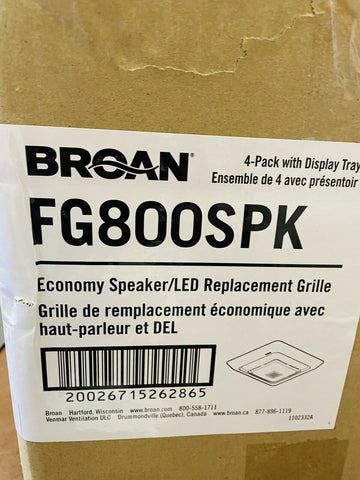 BROAN®
4-Pack with Display Tray
Ensemble de 4 avec présentoir
FG800SPK
Economy Speaker/LED Replacement Grille
Grille de remplacement économique avec
haut-parleur et DEL
20026715262865
Broan Hartford, Wisconsin www.broan.com 800-558-1711
Venmar Ventilation ULC Drummondville (Quebec), Canada www.broan.ca 877-896-1119
1102332A